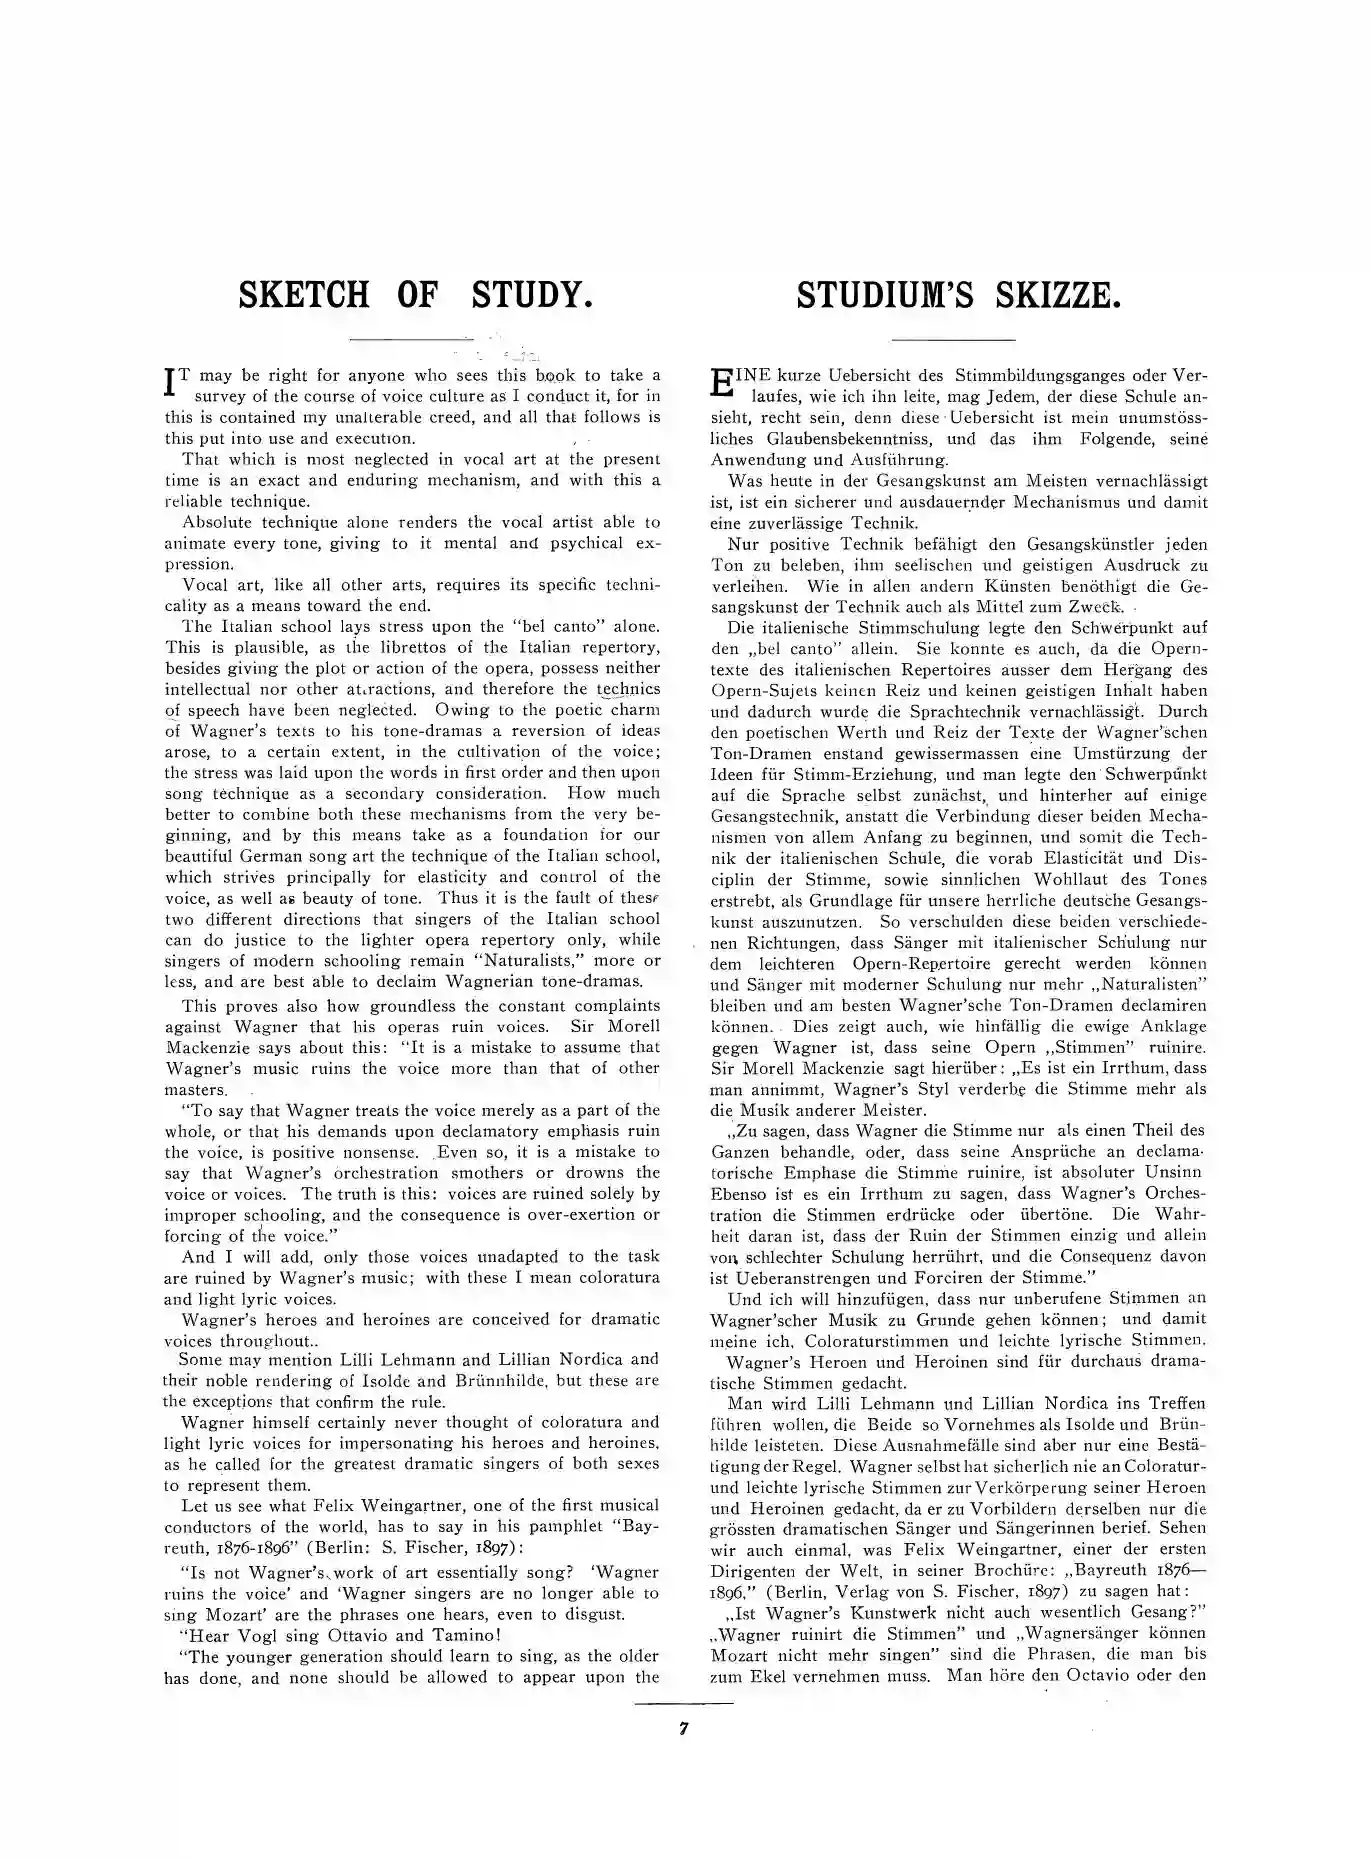 SKETCH OF STUDY.
IT may be right for anyone who sees this book to take a
survey of the course of voice culture as I conduct it, for in
this is contained my unalterable creed, and all that follows is
this put into use and execution.
That which is most neglected in vocal art at the present
time is an exact and enduring mechanism, and with this a
reliable technique.
Absolute technique alone renders the vocal artist able to
animate every tone, giving to it mental and psychical ex-
pression.
Vocal art, like all other arts, requires its specific techni-
cality as a means toward the end.
The Italian school lays stress upon the "bel canto" alone.
This is plausible, as the librettos of the Italian repertory,
besides giving the plot or action of the opera, possess neither
intellectual nor other attractions, and therefore the technics
of speech have been neglected. Owing to the poetic charm
of Wagner's texts to his tone-dramas a reversion of ideas
arose, to a certain extent, in the cultivation of the voice;
the stress was laid upon the words in first order and then upon
song technique as a secondary consideration. How much
better to combine both these mechanisms from the very be-
ginning, and by this means take as a foundation for our
beautiful German song art the technique of the Italian school,
which strives principally for elasticity and control of the
voice, as well as beauty of tone. Thus it is the fault of these
two different directions that singers of the Italian school
can do justice to the lighter opera repertory only, while
singers of modern schooling remain "Naturalists," more or
less, and are best able to declaim Wagnerian tone-dramas.
This proves also how groundless the constant complaints
against Wagner that his operas ruin voices. Sir Morell
Mackenzie says about this: "It is a mistake to assume that
Wagner's music ruins the voice more than that of other
masters.
"To say that Wagner treats the voice merely as a part of the
whole, or that his demands upon declamatory emphasis ruin
the voice, is positive nonsense. Even so, it is a mistake to
say that Wagner's orchestration smothers or drowns the
voice or voices. The truth is this: voices are ruined solely by
improper schooling, and the consequence is over-exertion or
forcing of the voice."
And I will add, only those voices unadapted to the task
are ruined by Wagner's music; with these I mean coloratura
and light lyric voices.
Wagner's heroes and heroines are conceived for dramatic
voices throughout..
Some may mention Lilli Lehmann and Lillian Nordica and
their noble rendering of Isolde and Brünnhilde, but these are
the exceptions that confirm the rule.
Wagner himself certainly never thought of coloratura and
light lyric voices for impersonating his heroes and heroines,
as he called for the greatest dramatic singers of both sexes
to represent them.
Let us see what Felix Weingartner, one of the first musical
conductors of the world, has to say in his pamphlet "Bay-
reuth, 1876-1896" (Berlin: S. Fischer, 1897):
"Is not Wagner's work of art essentially song? 'Wagner
ruins the voice' and 'Wagner singers are no longer able to
sing Mozart' are the phrases one hears, even to disgust.
"Hear Vogl sing Ottavio and Tamino!
"The younger generation should learn to sing, as the older
has done, and none should be allowed to appear upon the
STUDIUM'S SKIZZE.
EINE kurze Uebersicht des Stimmbildungsganges oder Ver-
laufes, wie ich ihn leite, mag Jedem, der diese Schule an-
sieht, recht sein, denn diese Uebersicht ist mein unumstöss-
liches Glaubensbekenntniss, und das ihm Folgende, seine
Anwendung und Ausführung.
Was heute in der Gesangskunst am Meisten vernachlässigt
ist, ist ein sicherer und ausdauernder Mechanismus und damit
eine zuverlässige Technik.
Nur positive Technik befähigt den Gesangskünstler jeden
Ton zu beleben, ihm seelischen und geistigen Ausdruck zu
verleihen. Wie in allen andern Künsten benöthigt die Ge-
sangskunst der Technik auch als Mittel zum Zweck.
Die italienische Stimmschulung legte den Schwerpunkt auf
den „bel canto" allein. Sie konnte es auch, da die Opern-
texte des italienischen Repertoires ausser dem Hergang des
Opern-Sujets keinen Reiz und keinen geistigen Inhalt haben
und dadurch wurde die Sprachtechnik vernachlässigt. Durch
den poetischen Werth und Reiz der Texte der Wagner'schen
Ton-Dramen enstand gewissermassen eine Umstürzung der
Ideen für Stimm-Erziehung, und man legte den Schwerpunkt
auf die Sprache selbst zunächst, und hinterher auf einige
Gesangstechnik, anstatt die Verbindung dieser beiden Mecha-
nismen von allem Anfang zu beginnen, und somit die Tech-
nik der italienischen Schule, die vorab Elasticität und Dis-
ciplin der Stimme, sowie sinnlichen Wohllaut des Tones
erstrebt, als Grundlage für unsere herrliche deutsche Gesangs-
kunst auszunutzen. So verschulden diese beiden verschiede-
nen Richtungen, dass Sänger mit italienischer Schulung nur
dem leichteren Opern-Repertoire gerecht werden können
und Sänger mit moderner Schulung nur mehr „Naturalisten"
bleiben und am besten Wagner'sche Ton-Dramen declamiren
können. Dies zeigt auch, wie hinfällig die ewige Anklage
gegen Wagner ist, dass seine Opern „Stimmen" ruinire.
Sir Morell Mackenzie sagt hierüber: „Es ist ein Irrthum, dass
man annimmt, Wagner's Styl verderbe die Stimme mehr als
die Musik anderer Meister.
„Zu sagen, dass Wagner die Stimme nur als einen Theil des
Ganzen behandle, oder, dass seine Ansprüche an declama-
torische Emphase die Stimme ruinire, ist absoluter Unsinn
Ebenso ist es ein Irrthum zu sagen, dass Wagner's Orches-
tration die Stimmen erdrücke oder übertöne. Die Wahr-
heit daran ist, dass der Ruin der Stimmen einzig und allein
von schlechter Schulung herrührt, und die Consequenz davon
ist Ueberanstrengen und Forciren der Stimme."
Und ich will hinzufügen, dass nur unberufene Stimmen an
Wagner'scher Musik zu Grunde gehen können; und damit
meine ich, Coloraturstimmen und leichte lyrische Stimmen.
Wagner's Heroen und Heroinen sind für durchaus drama-
tische Stimmen gedacht.
Man wird Lilli Lehmann und Lillian Nordica ins Treffen
führen wollen, die Beide so Vornehmes als Isolde und Brün-
hilde leisteten. Diese Ausnahmefälle sind aber nur eine Bestä-
tigung der Regel. Wagner selbst hat sicherlich nie an Coloratur-
und leichte lyrische Stimmen zur Verkörperung seiner Heroen
und Heroinen gedacht, da er zu Vorbildern derselben nur die
grössten dramatischen Sänger und Sängerinnen berief. Sehen
wir auch einmal, was Felix Weingartner, einer der ersten
Dirigenten der Welt, in seiner Brochüre: „Bayreuth 1876—
1896," (Berlin, Verlag von S. Fischer, 1897) zu sagen hat:
„Ist Wagner's Kunstwerk nicht auch wesentlich Gesang?"
„Wagner ruinirt die Stimmen" und „Wagnersänger können
Mozart nicht mehr singen" sind die Phrasen, die man bis
zum Ekel vernehmen muss. Man höre den Octavio oder den
7